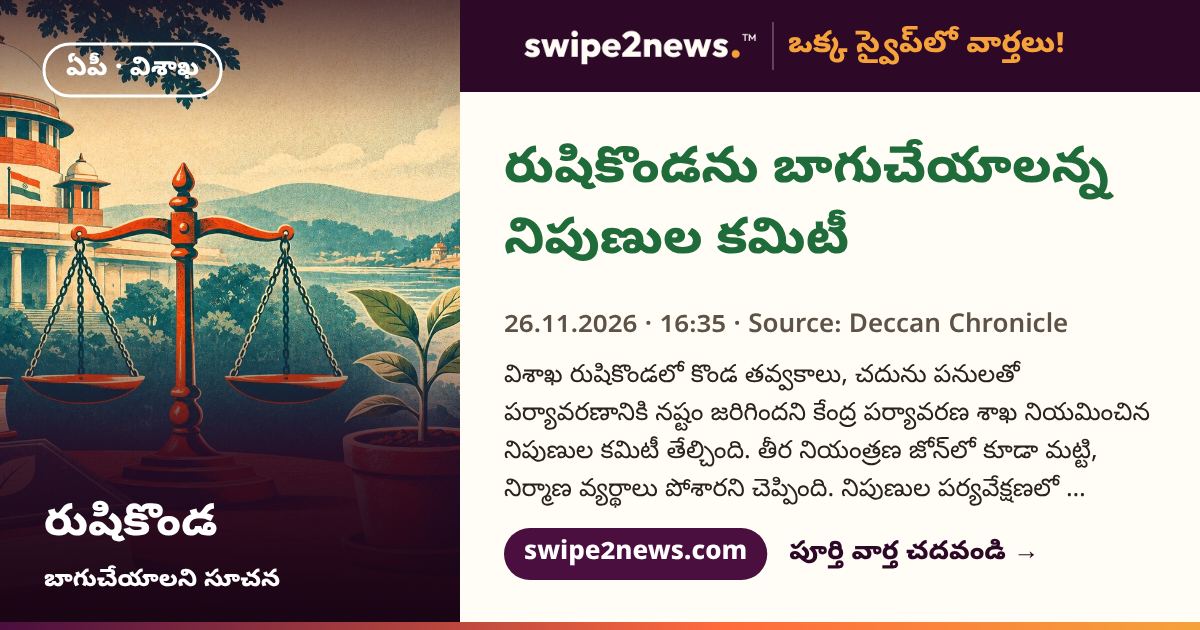 ఏపీ · విశాఖ
swipe2news.™
ఒక్క స్వైప్‌లో వార్తలు!
రుషికొండను బాగుచేయాలన్న
నిపుణుల కమిటీ
26.11.2026 · 16:35 · Source: Deccan Chronicle
విశాఖ రుషికొండలో కొండ తవ్వకాలు, చదును పనులతో
పర్యావరణానికి నష్టం జరిగిందని కేంద్ర పర్యావరణ శాఖ నియమించిన
నిపుణుల కమిటీ తేల్చింది. తీర నియంత్రణ జోన్‌లో కూడా మట్టి,
నిర్మాణ వ్యర్థాలు పోశారని చెప్పింది. నిపుణుల పర్యవేక్షణలో ...
రుషికొండ
బాగుచేయాలని సూచన
swipe2news.com
పూర్తి వార్త చదవండి →